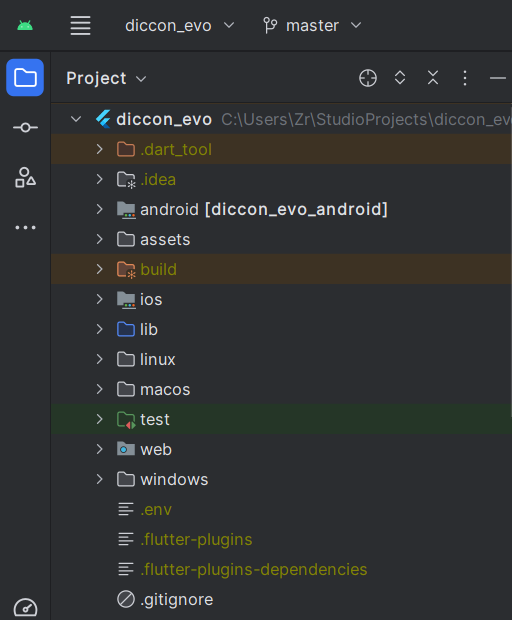 diccon_evo master
Project
diccon_evo C:\Users\Zr\StudioProjects\diccon_ev
.dart_tool
.idea
android [diccon_evo_android]
assets
build
ios
lib
linux
macos
test
web
windows
.env
.flutter-plugins
.flutter-plugins-dependencies
.gitignore